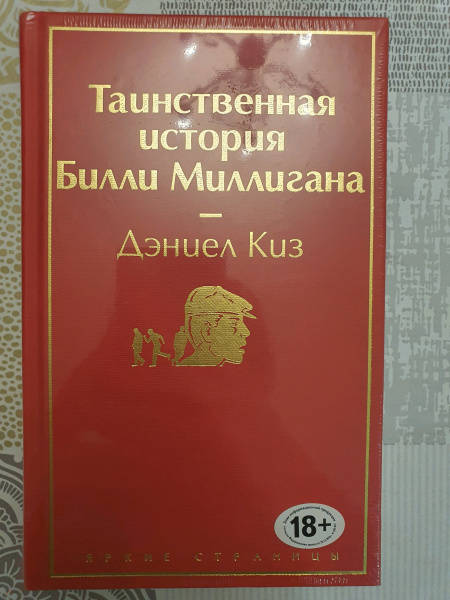 Таинственная
история
Билли Миллигана
Дэниел Киз
18+
ЯРКИЕ СТРАНИЦЫ